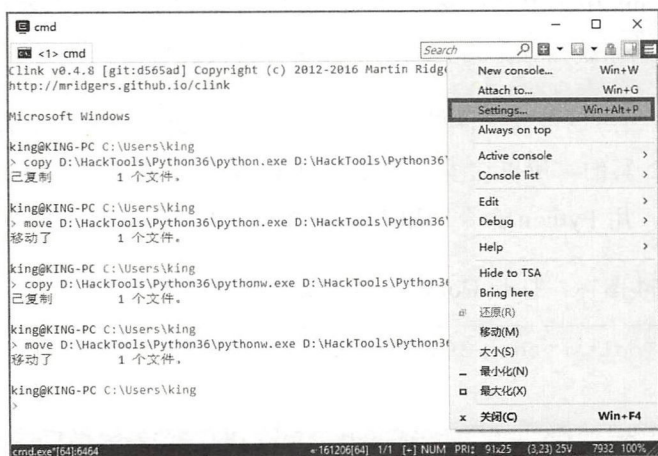 cmd
<1> cmd
Search
Clink v0.4.8 [git:d565ad] Copyright (c) 2012-2016 Martin Ridge
http://mridgers.github.io/clink
Microsoft Windows
king@KING-PC C:\Users\king
> copy D:\HackTools\Python36\python.exe D:\HackTools\Python36\
已复制 1 个文件。
king@KING-PC C:\Users\king
> move D:\HackTools\Python36\python.exe D:\HackTools\Python36\
移动了 1 个文件。
king@KING-PC C:\Users\king
> copy D:\HackTools\Python36\pythonw.exe D:\HackTools\Python36
已复制 1 个文件。
king@KING-PC C:\Users\king
> move D:\HackTools\Python36\pythonw.exe D:\HackTools\Python36
移动了 1 个文件。
king@KING-PC C:\Users\king
>
New console... Win+W
Attach to... Win+G
Settings... Win+Alt+P
Always on top
Active console
Console list
Edit
Debug
Help
Hide to TSA
Bring here
还原(R)
移动(M)
大小(S)
最小化(N)
最大化(X)
关闭(C) Win+F4
cmd.exe*[64]:6464
«161206[64] 1/1 [+] NUM PRI: 91x25 (3,23) 25V 7932 100%